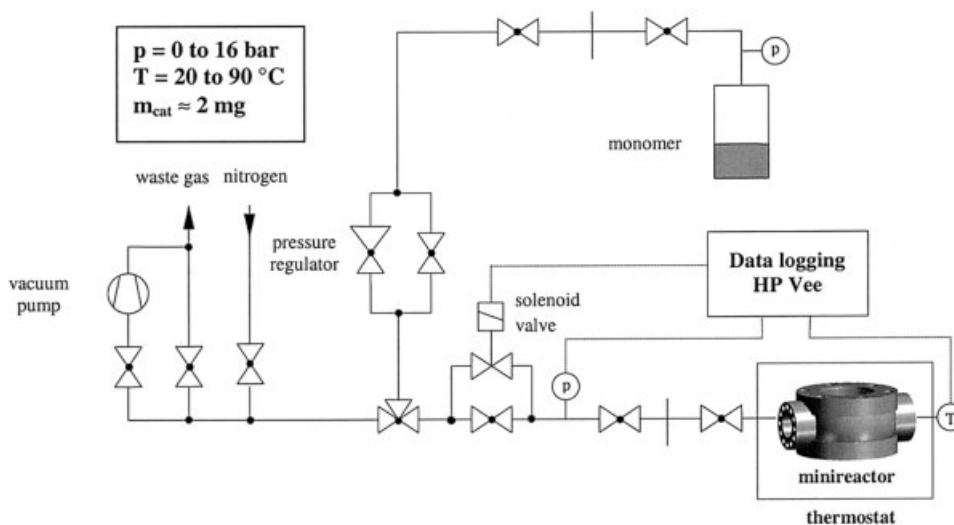 p = 0 to 16 bar
T = 20 to 90 °C
mcat ≈ 2 mg
p
monomer
waste gas nitrogen
pressure
regulator
vacuum
pump
solenoid
valve
Data logging
HP Vee
p
T
minireactor
thermostat